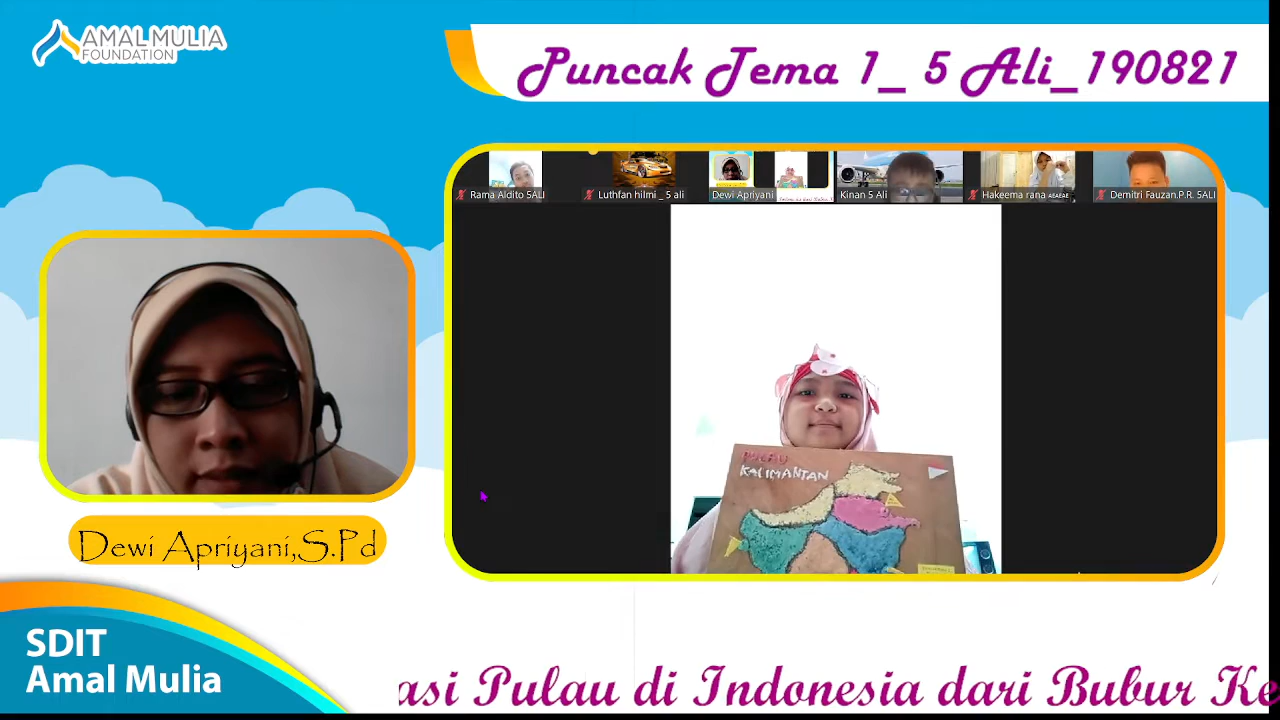 AMAL MULIA
FOUNDATION
Puncak Tema 1_ 5 Ali_190821
Rama Aldito 5ALI
Luthfan hilmi _ 5 ali
Dewi Apriyani
Kinan 5 Ali
Hakeema rana
Demitri Fauzan.P.R. 5ALI
PULAU
KALIMANTAN
Dewi Apriyani,S.Pd
SDIT
Amal Mulia
asi Pulau di Indonesia dari Bubur Ke